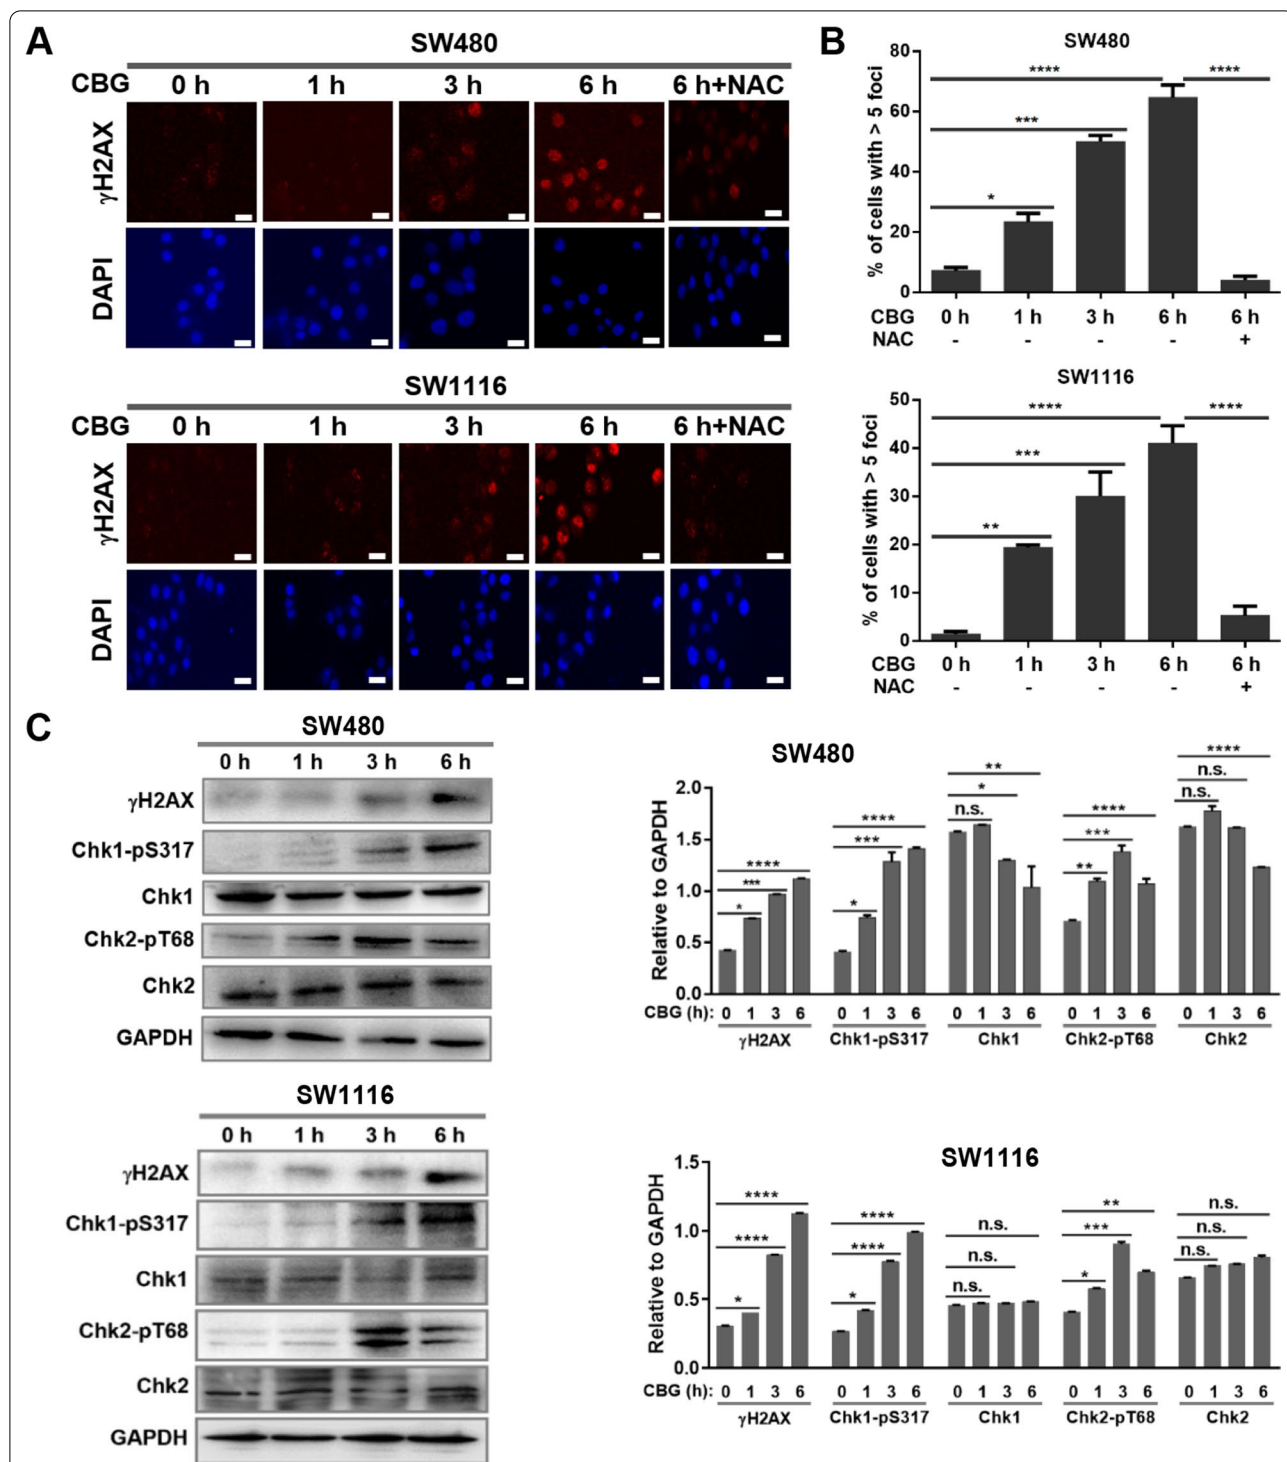 A
SW480
CBG 0 h 1 h 3 h 6 h 6 h+NAC
γH2AX
DAPI
SW1116
CBG 0 h 1 h 3 h 6 h 6 h+NAC
γH2AX
DAPI
B
SW480
% of cells with > 5 foci
80
60
40
20
0
* *** **** ****
CBG 0 h 1 h 3 h 6 h 6 h
NAC - - - - +
SW1116
% of cells with > 5 foci
50
40
30
20
10
0
** *** **** ****
CBG 0 h 1 h 3 h 6 h 6 h
NAC - - - - +
C
SW480
0 h 1 h 3 h 6 h
γH2AX
Chk1-pS317
Chk1
Chk2-pT68
Chk2
GAPDH
SW1116
0 h 1 h 3 h 6 h
γH2AX
Chk1-pS317
Chk1
Chk2-pT68
Chk2
GAPDH
SW480
Relative to GAPDH
2.0
1.5
1.0
0.5
0.0
* *** ****
* *** ****
n.s. * **
** *** ****
n.s. n.s. ****
CBG (h): 0 1 3 6 0 1 3 6 0 1 3 6 0 1 3 6 0 1 3 6
γH2AX Chk1-pS317 Chk1 Chk2-pT68 Chk2
SW1116
Relative to GAPDH
1.5
1.0
0.5
0.0
* **** ****
* **** ****
n.s. n.s. n.s.
* *** **
n.s. n.s. n.s.
CBG (h): 0 1 3 6 0 1 3 6 0 1 3 6 0 1 3 6 0 1 3 6
γH2AX Chk1-pS317 Chk1 Chk2-pT68 Chk2